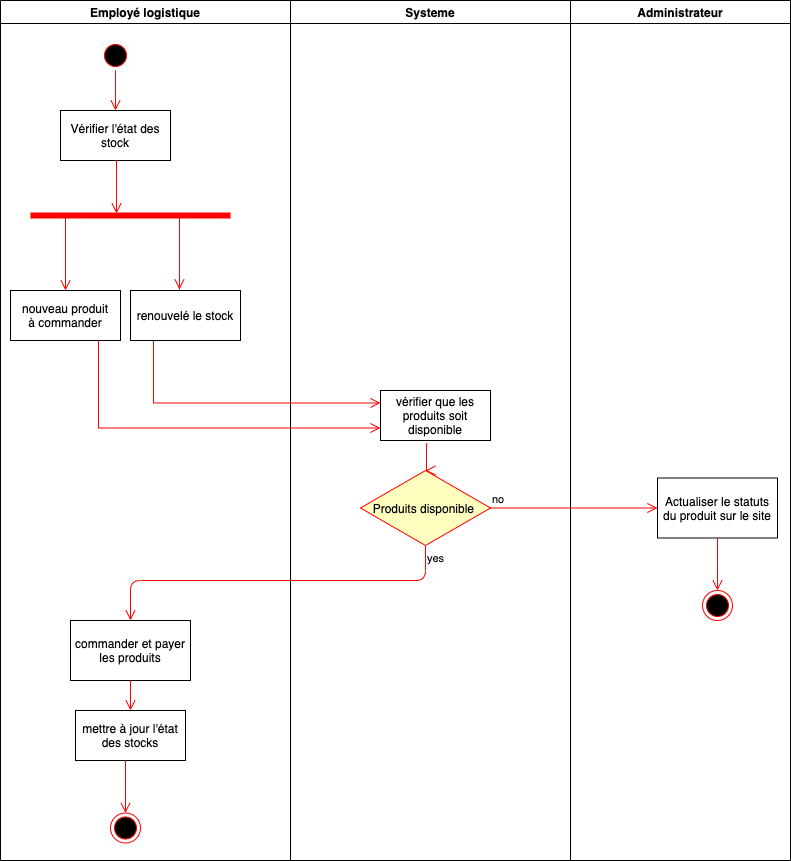 Employé logistique
Systeme
Administrateur
Vérifier l'état des
stock
nouveau produit
à commander
renouvelé le stock
vérifier que les
produits soit
disponible
Produits disponible
no
Actualiser le statuts
du produit sur le site
yes
commander et payer
les produits
mettre à jour l'état
des stocks